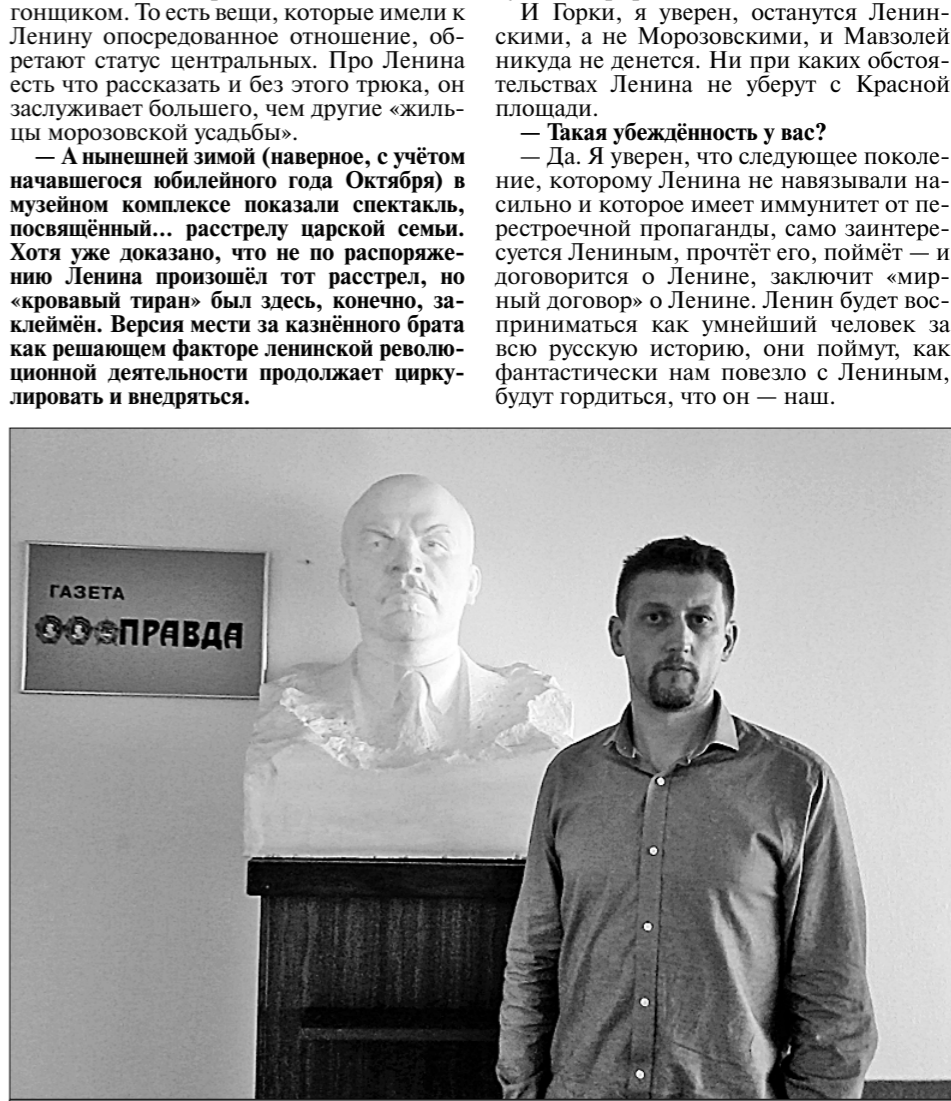 гонщиком. То есть вещи, которые имели к
Ленину опосредованное отношение, об-
ретают статус центральных. Про Ленина
есть что рассказать и без этого трюка, он
заслуживает большего, чем другие «жиль-
цы морозовской усадьбы».
— А нынешней зимой (наверное, с учётом
начавшегося юбилейного года Октября) в
музейном комплексе показали спектакль,
посвящённый... расстрелу царской семьи.
Хотя уже доказано, что не по распоряже-
нию Ленина произошёл тот расстрел, но
«кровавый тиран» был здесь, конечно, за-
клеймён. Версия мести за казнённого брата
как решающем факторе ленинской револю-
ционной деятельности продолжает цирку-
лировать и внедряться.
И Горки, я уверен, останутся Ленин-
скими, а не Морозовскими, и Мавзолей
никуда не денется. Ни при каких обстоя-
тельствах Ленина не уберут с Красной
площади.
— Такая убеждённость у вас?
— Да. Я уверен, что следующее поколе-
ние, которому Ленина не навязывали на-
сильно и которое имеет иммунитет от пе-
рестроечной пропаганды, само заинтере-
суется Лениным, прочтёт его, поймёт — и
договорится о Ленине, заключит «мир-
ный договор» о Ленине. Ленин будет вос-
приниматься как умнейший человек за
всю русскую историю, они поймут, как
фантастически нам повезло с Лениным,
будут гордиться, что он — наш.
ГАЗЕТА
ПРАВДА